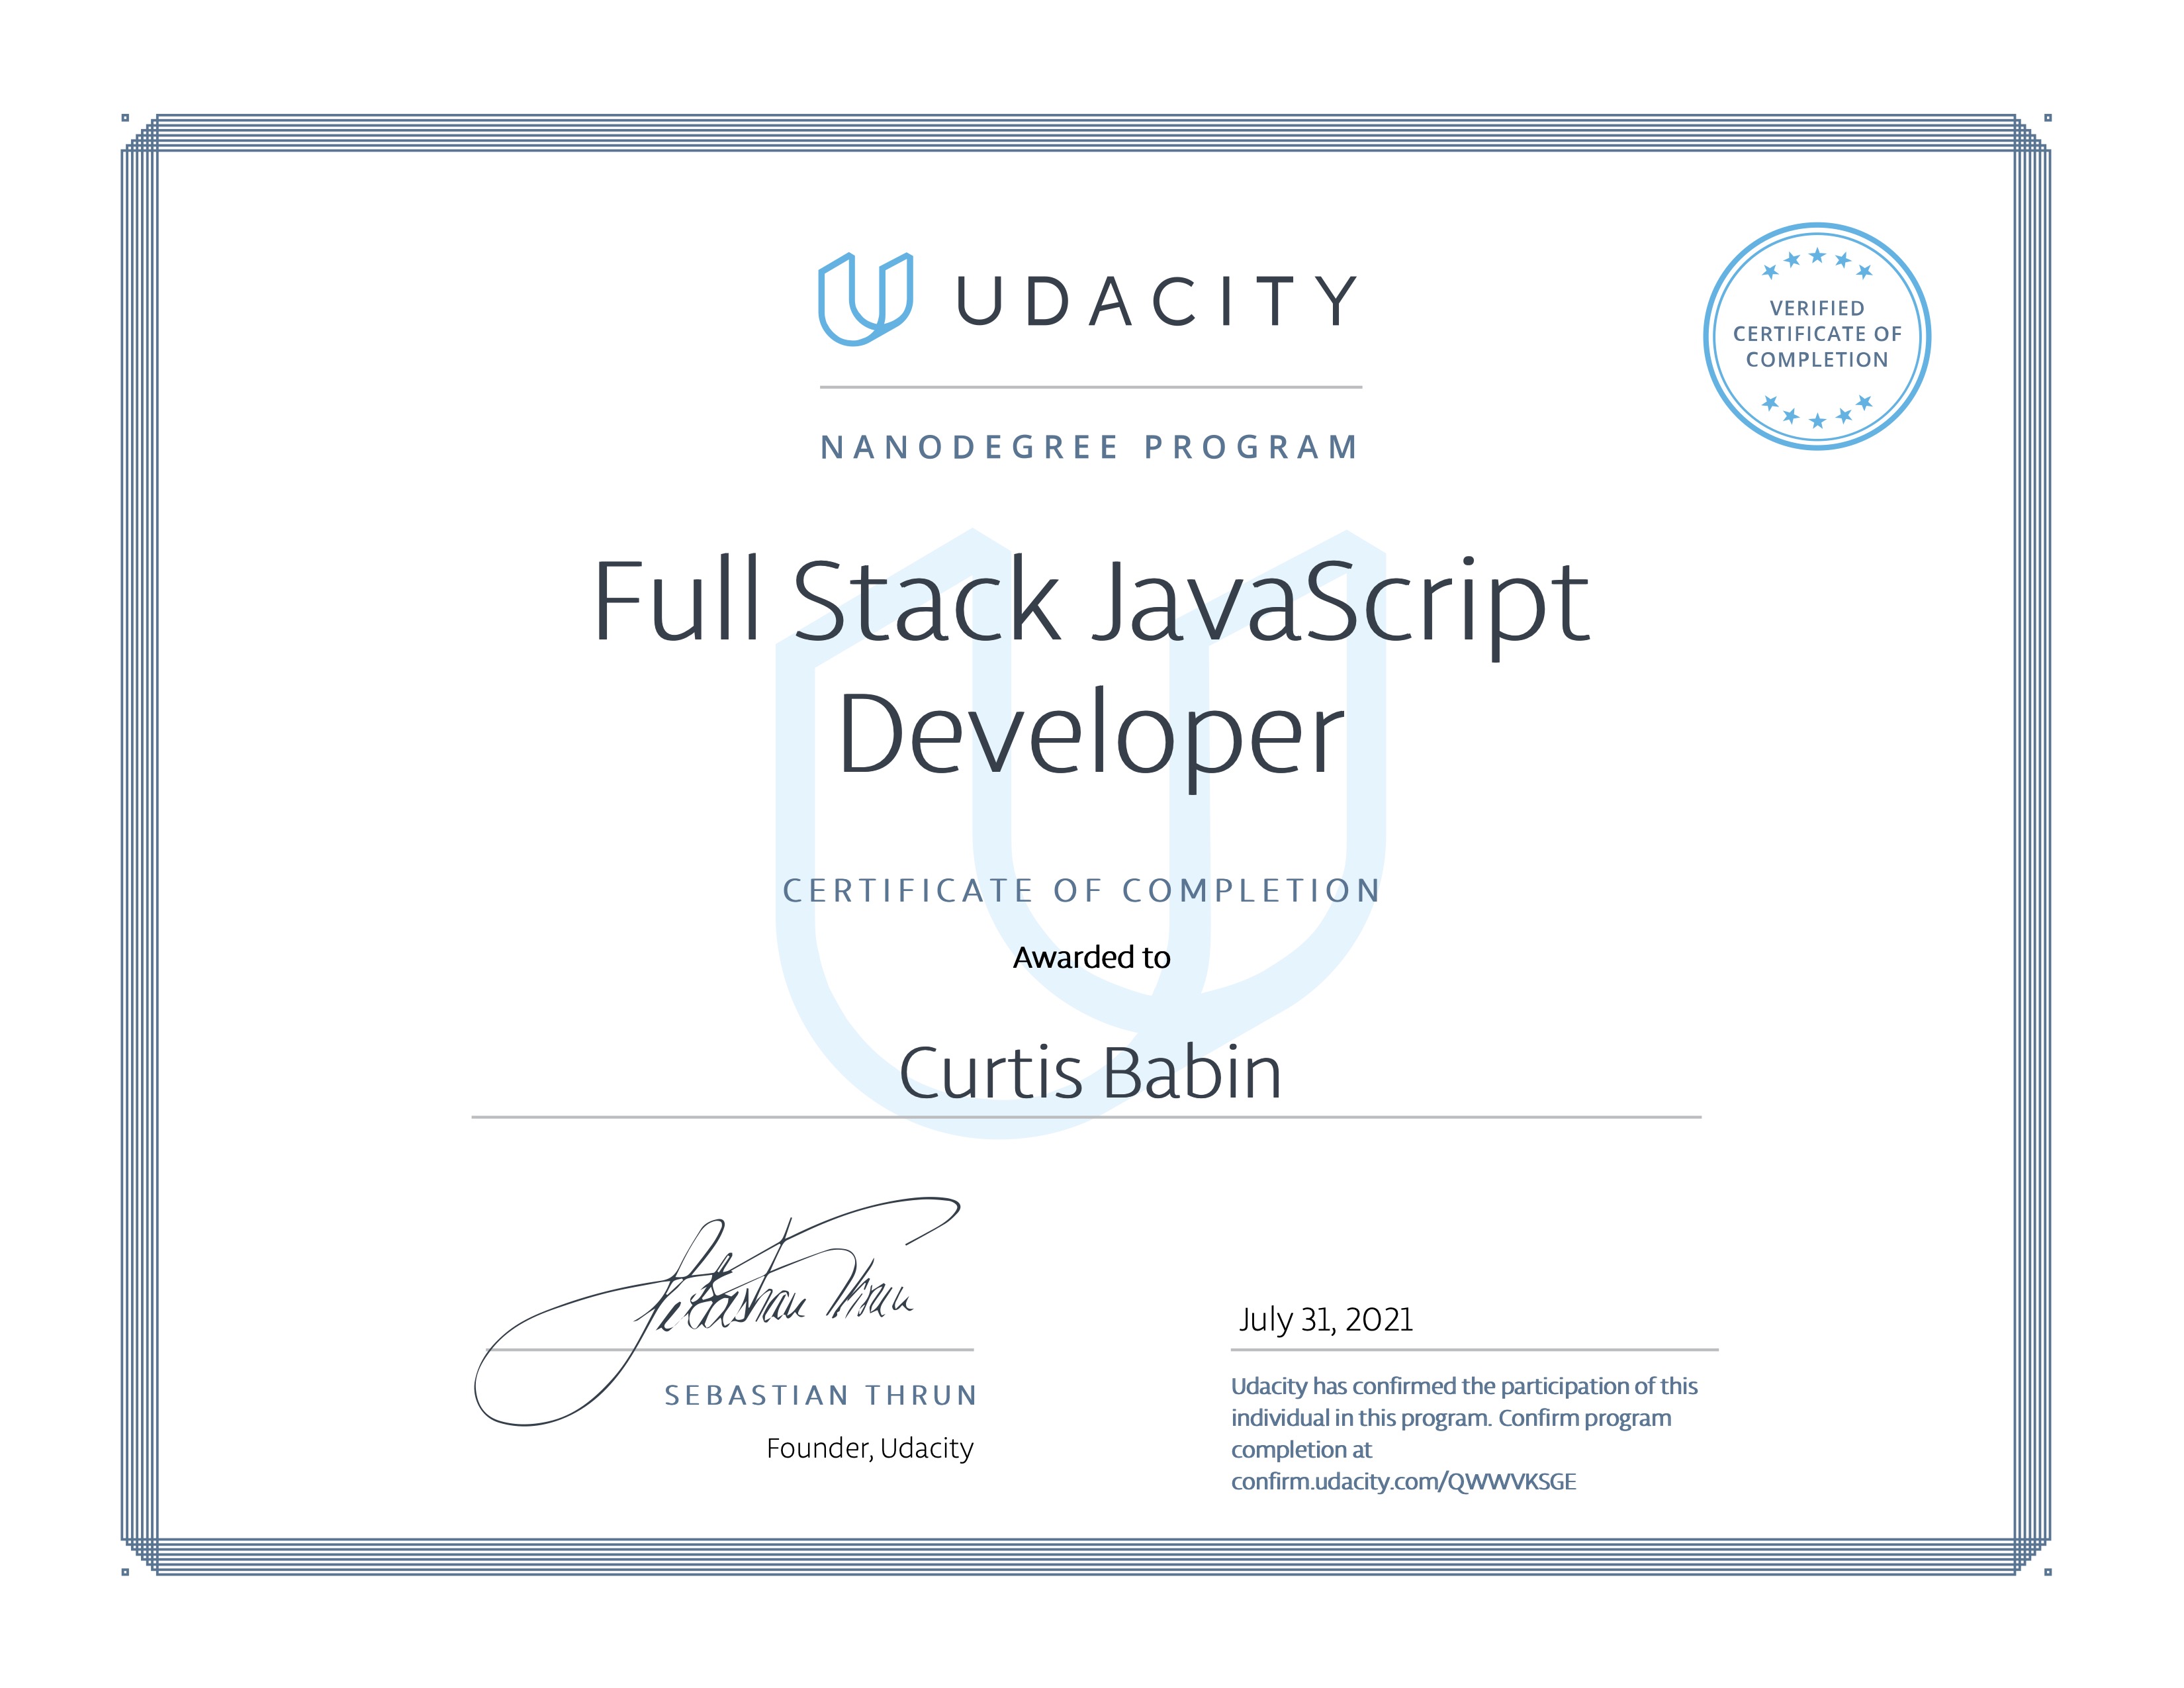 UDACITY
VERIFIED
CERTIFICATE OF
COMPLETION
NANODEGREE PROGRAM
Full Stack JavaScript
Developer
CERTIFICATE OF COMPLETION
Awarded to
Curtis Babin
Sebastian Thrun
SEBASTIAN THRUN
Founder, Udacity
July 31, 2021
Udacity has confirmed the participation of this
individual in this program. Confirm program
completion at
confirm.udacity.com/QWWVKSGE